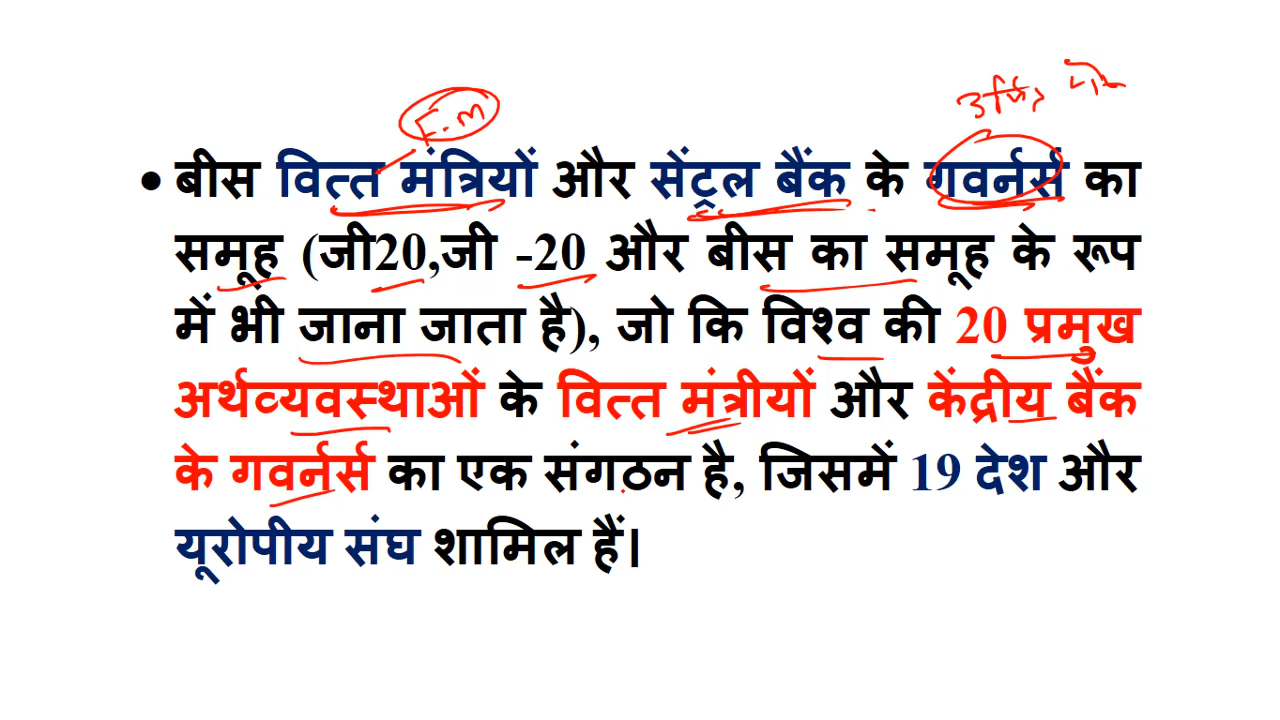 F.M
• बीस वित्त मंत्रियों और सेंट्रल बैंक के गवर्नर्स का
समूह (जी20,जी -20 और बीस का समूह के रूप
में भी जाना जाता है), जो कि विश्व की 20 प्रमुख
अर्थव्यवस्थाओं के वित्त मंत्रीयों और केंद्रीय बैंक
के गवर्नर्स का एक संगठन है, जिसमें 19 देश और
यूरोपीय संघ शामिल हैं।